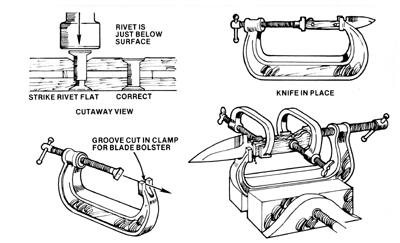 RIVET IS
JUST BELOW
SURFACE
STRIKE RIVET FLAT
CORRECT
CUTAWAY VIEW
KNIFE IN PLACE
GROOVE CUT IN CLAMP
FOR BLADE BOLSTER